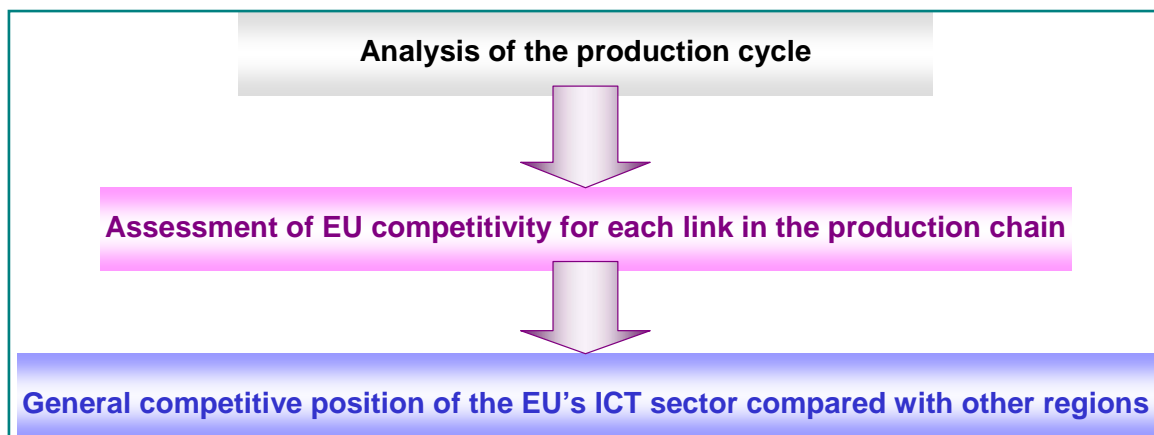 Analysis of the production cycle
Assessment of EU competitivity for each link in the production chain
General competitive position of the EU’s ICT sector compared with other regions